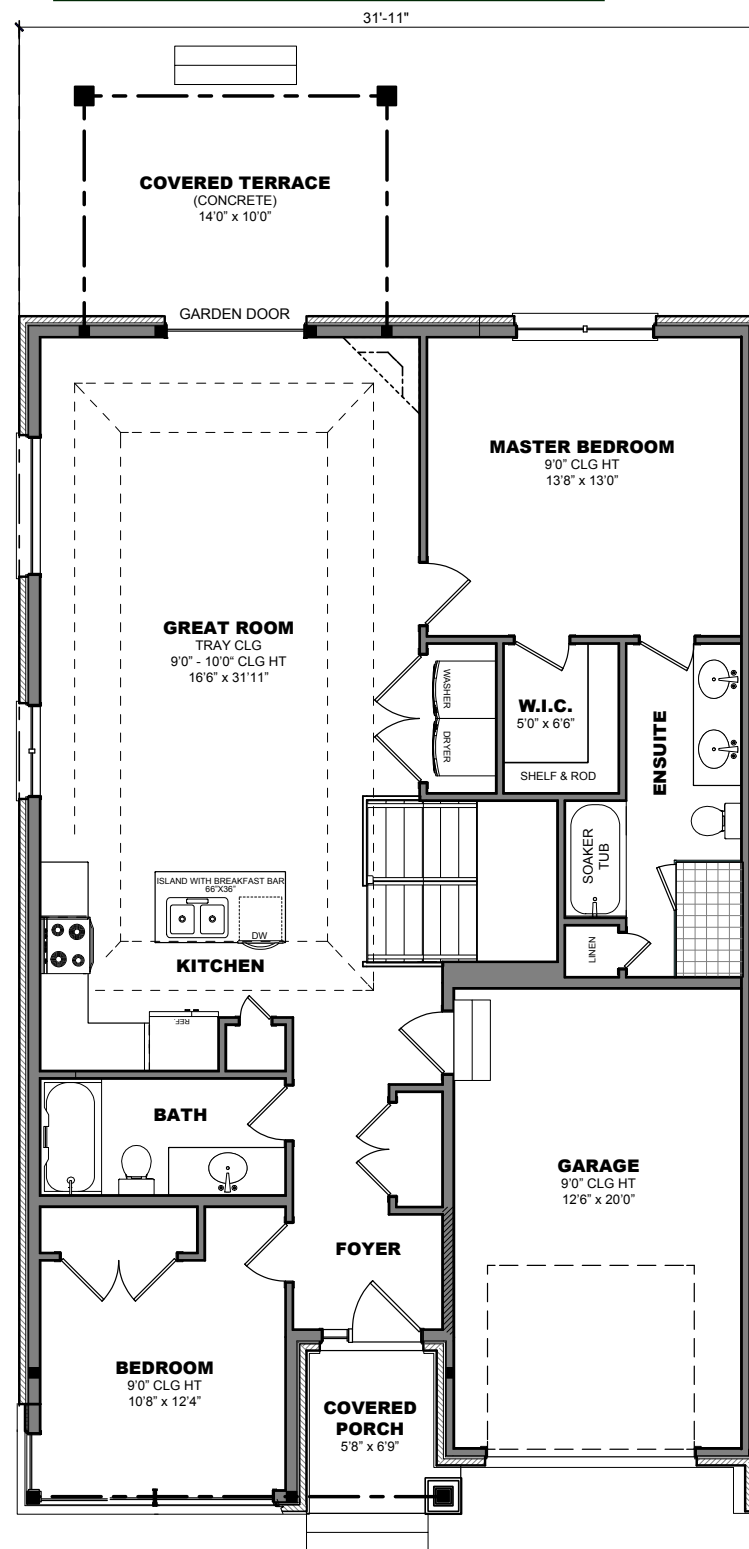 31'-11"
COVERED TERRACE
(CONCRETE)
14'0" x 10'0"
GARDEN DOOR
MASTER BEDROOM
9'0" CLG HT
13'8" x 13'0"
GREAT ROOM
TRAY CLG
9'0" - 10'0" CLG HT
16'6" x 31'11"
WASHER
DRYER
W.I.C.
5'0" x 6'6"
SHELF & ROD
ENSUITE
SOAKER
TUB
LINEN
ISLAND WITH BREAKFAST BAR
66"X36"
DW
KITCHEN
REF.
BATH
GARAGE
9'0" CLG HT
12'6" x 20'0"
FOYER
BEDROOM
9'0" CLG HT
10'8" x 12'4"
COVERED
PORCH
5'8" x 6'9"